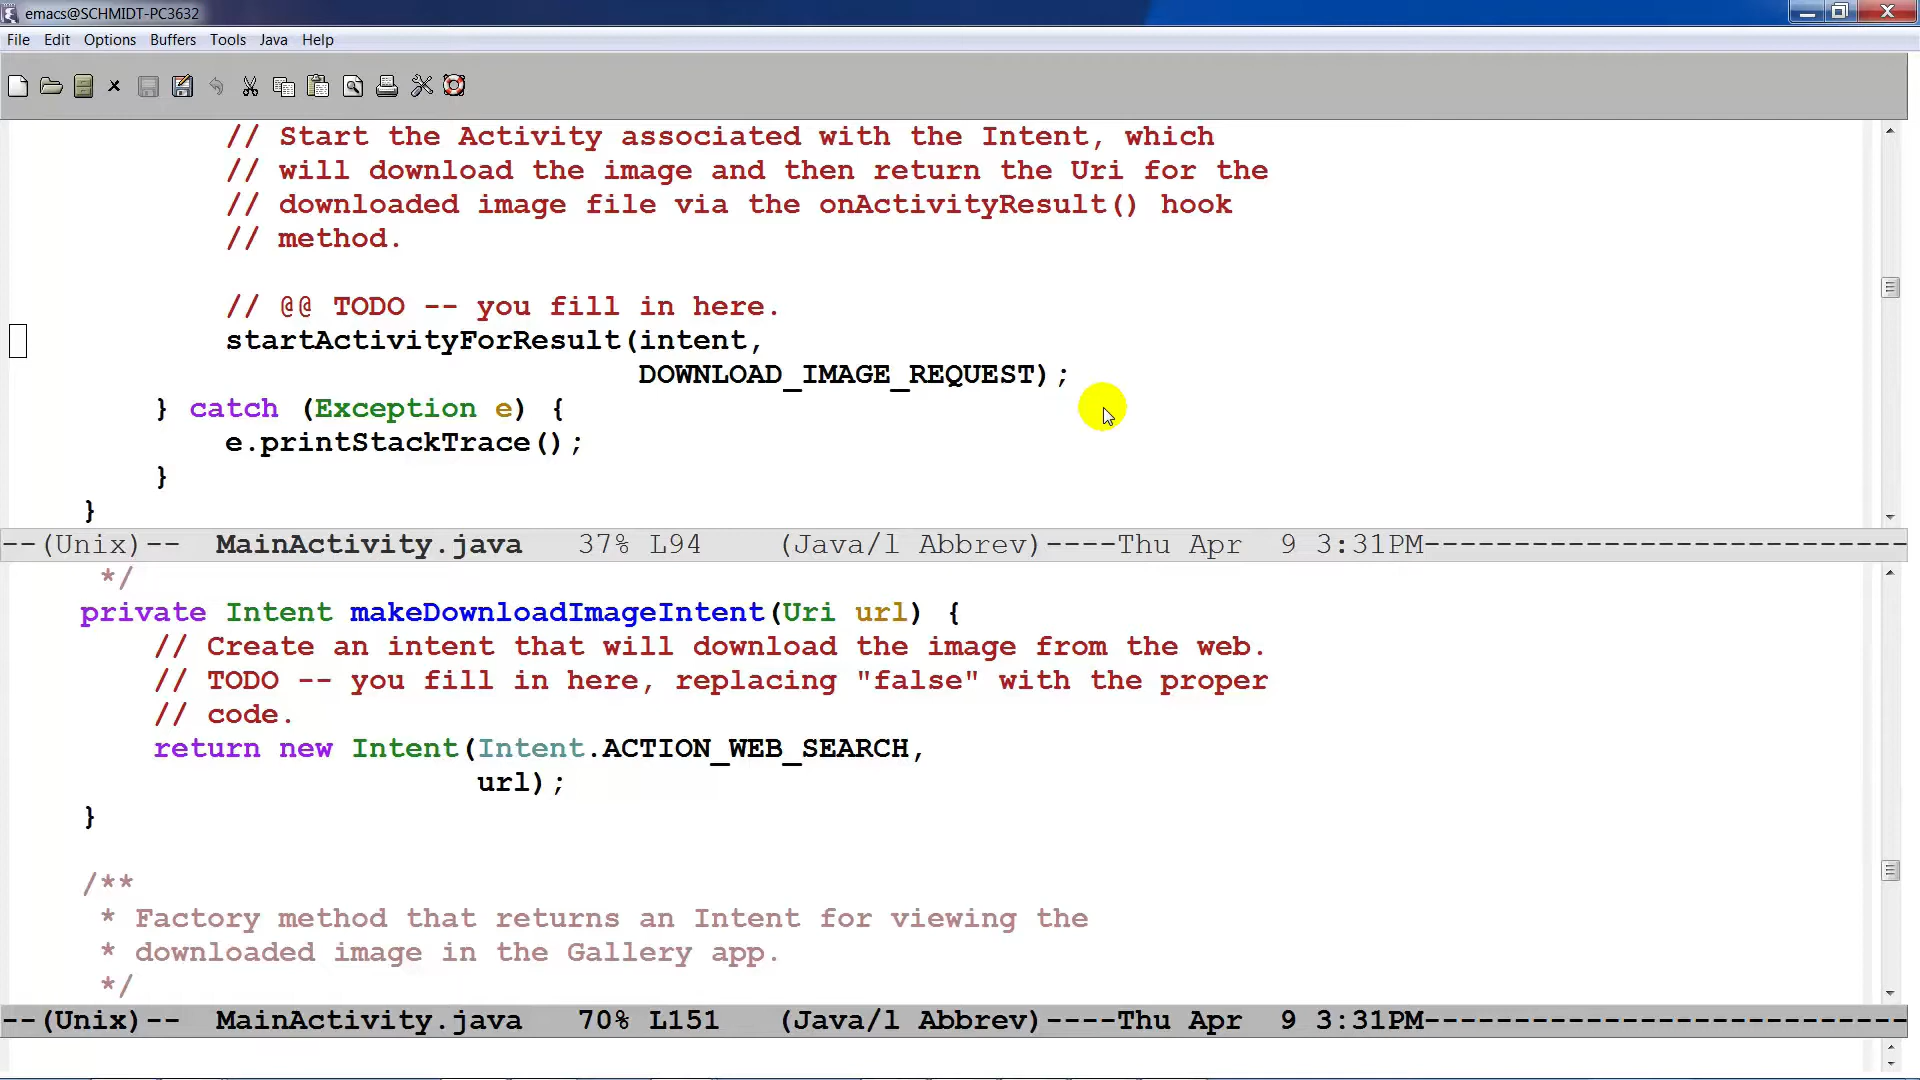 emacs@SCHMIDT-PC3632
File Edit Options Buffers Tools Java Help
// Start the Activity associated with the Intent, which
// will download the image and then return the Uri for the
// downloaded image file via the onActivityResult() hook
// method.
// @@ TODO -- you fill in here.
startActivityForResult(intent,
DOWNLOAD_IMAGE_REQUEST);
} catch (Exception e) {
e.printStackTrace();
}
}
--(Unix)-- MainActivity.java 37% L94 (Java/l Abbrev)----Thu Apr 9 3:31PM---------------------------
*/
private Intent makeDownloadImageIntent(Uri url) {
// Create an intent that will download the image from the web.
// TODO -- you fill in here, replacing "false" with the proper
// code.
return new Intent(Intent.ACTION_WEB_SEARCH,
url);
}
/**
* Factory method that returns an Intent for viewing the
* downloaded image in the Gallery app.
*/
--(Unix)-- MainActivity.java 70% L151 (Java/l Abbrev)----Thu Apr 9 3:31PM---------------------------